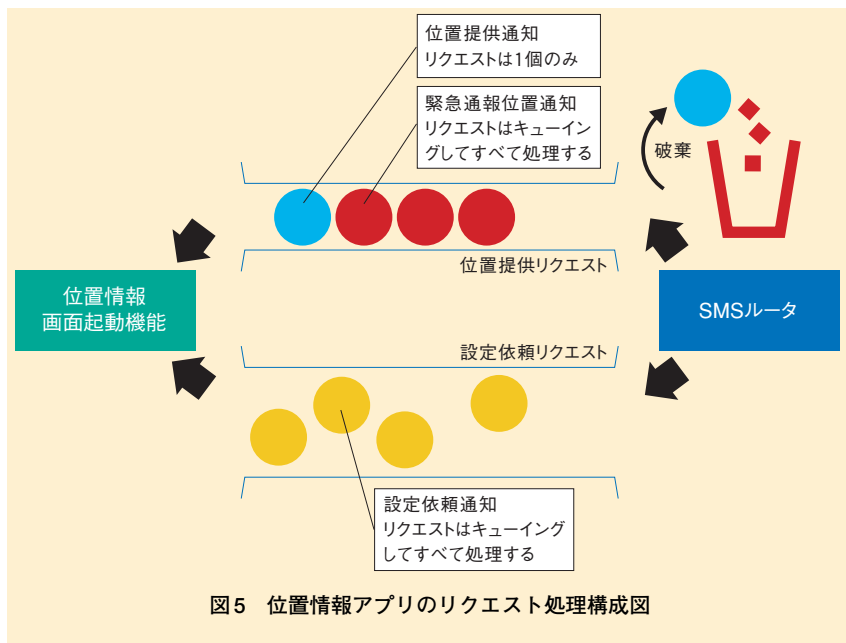 位置提供通知
リクエストは1個のみ
緊急通報位置通知
リクエストはキューイン
グしてすべて処理する
破棄
位置提供リクエスト
位置情報
画面起動機能
SMSルータ
設定依頼リクエスト
設定依頼通知
リクエストはキューイング
してすべて処理する
図5 位置情報アプリのリクエスト処理構成図